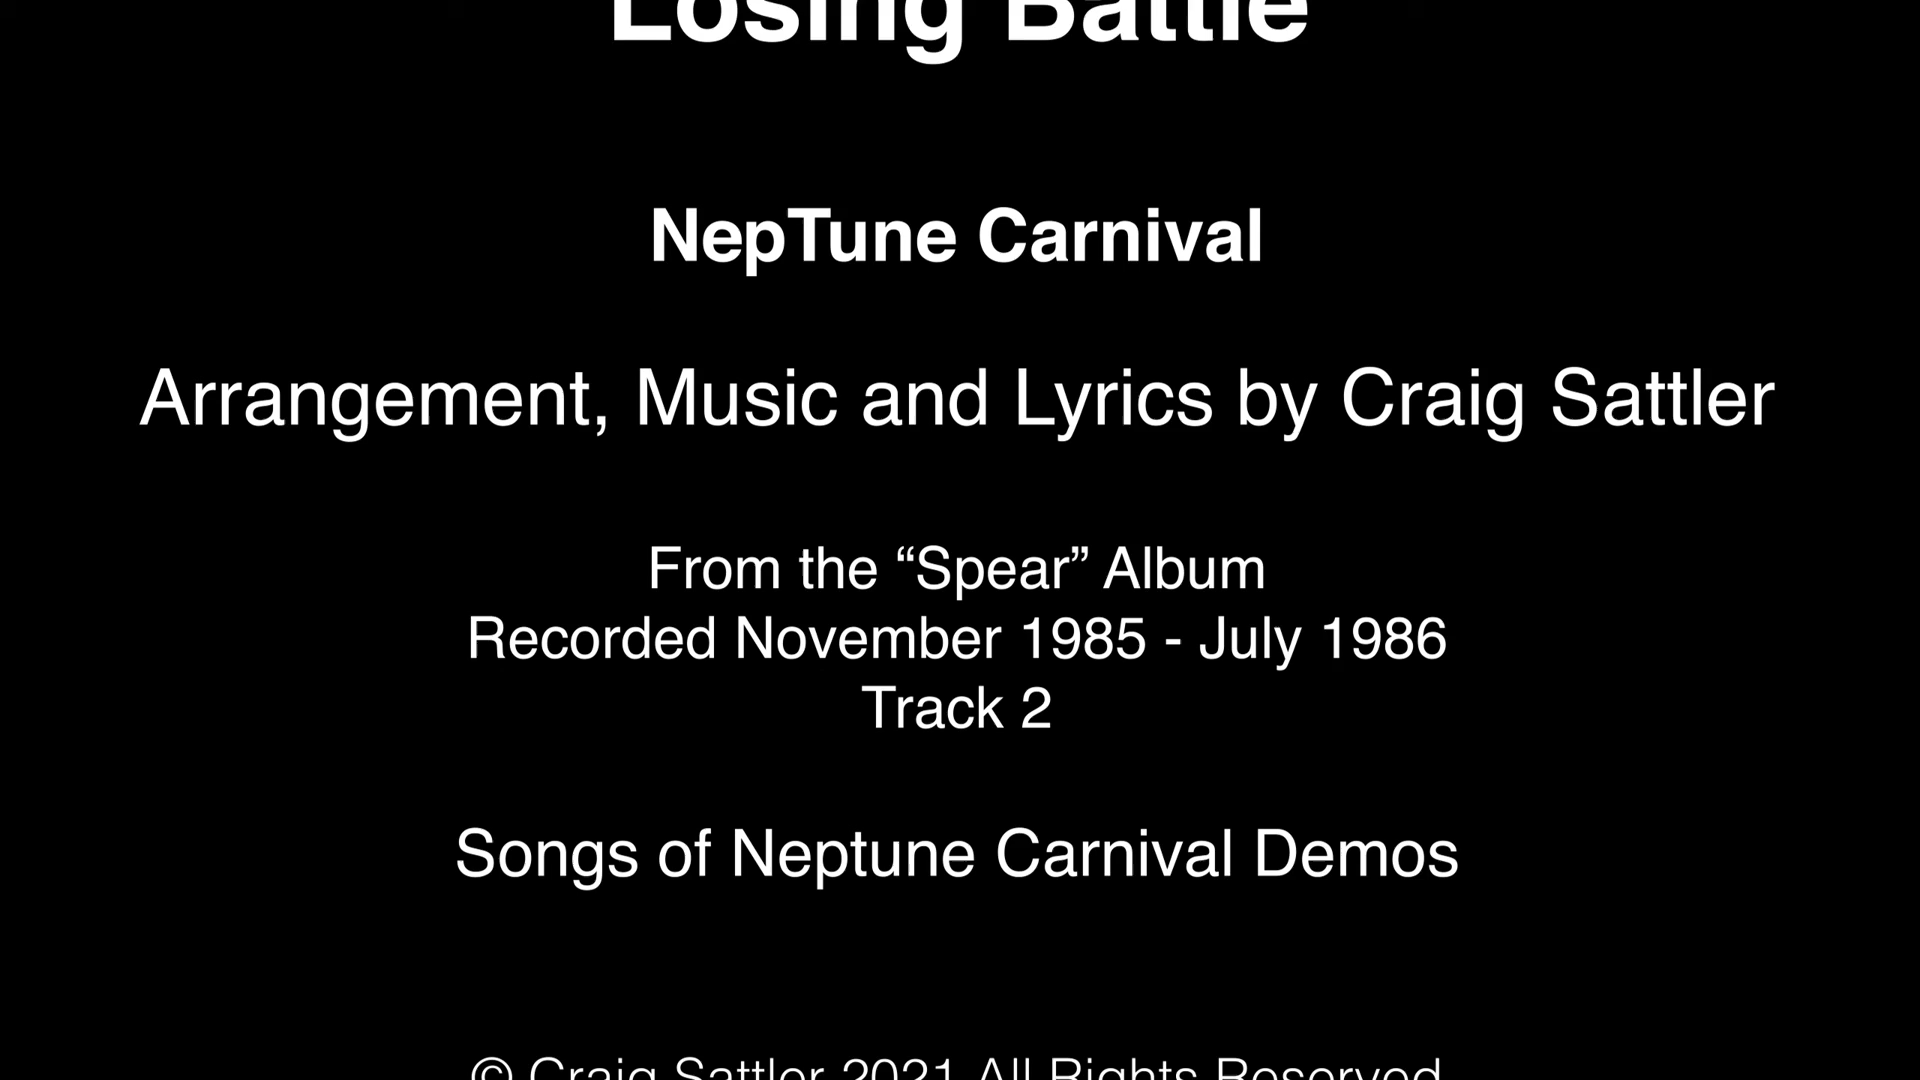 Losing Battle
NepTune Carnival
Arrangement, Music and Lyrics by Craig Sattler
From the “Spear” Album
Recorded November 1985 - July 1986
Track 2
Songs of Neptune Carnival Demos
© Craig Sattler 2021 All Rights Reserved